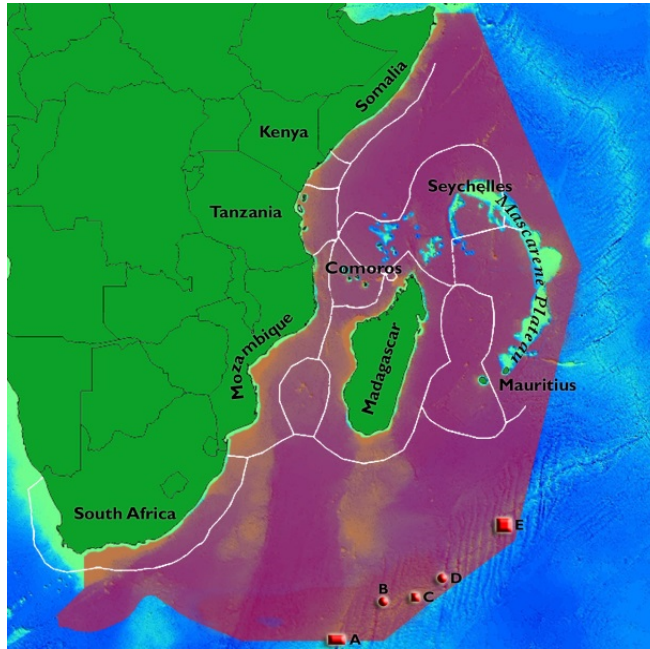 Somalia
Kenya
Seychelles
Tanzania
Mascarene Plateau
Comoros
Mozambique
Madagascar
Mauritius
South Africa
E
D
B
C
A